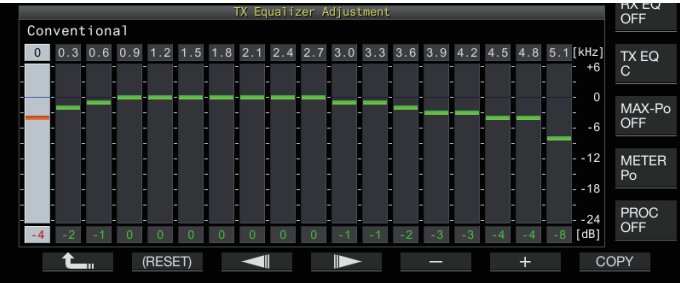 TX Equalizer Adjustment
Conventional
0 0.3 0.6 0.9 1.2 1.5 1.8 2.1 2.4 2.7 3.0 3.3 3.6 3.9 4.2 4.5 4.8 5.1 [kHz]
+6
0
-6
-12
-18
-24
-4 -2 -1 0 0 0 0 0 0 0 -1 -1 -2 -3 -3 -4 -4 -8 [dB]
(RESET) − + COPY
RX EQ
OFF
TX EQ
C
MAX-Po
OFF
METER
Po
PROC
OFF